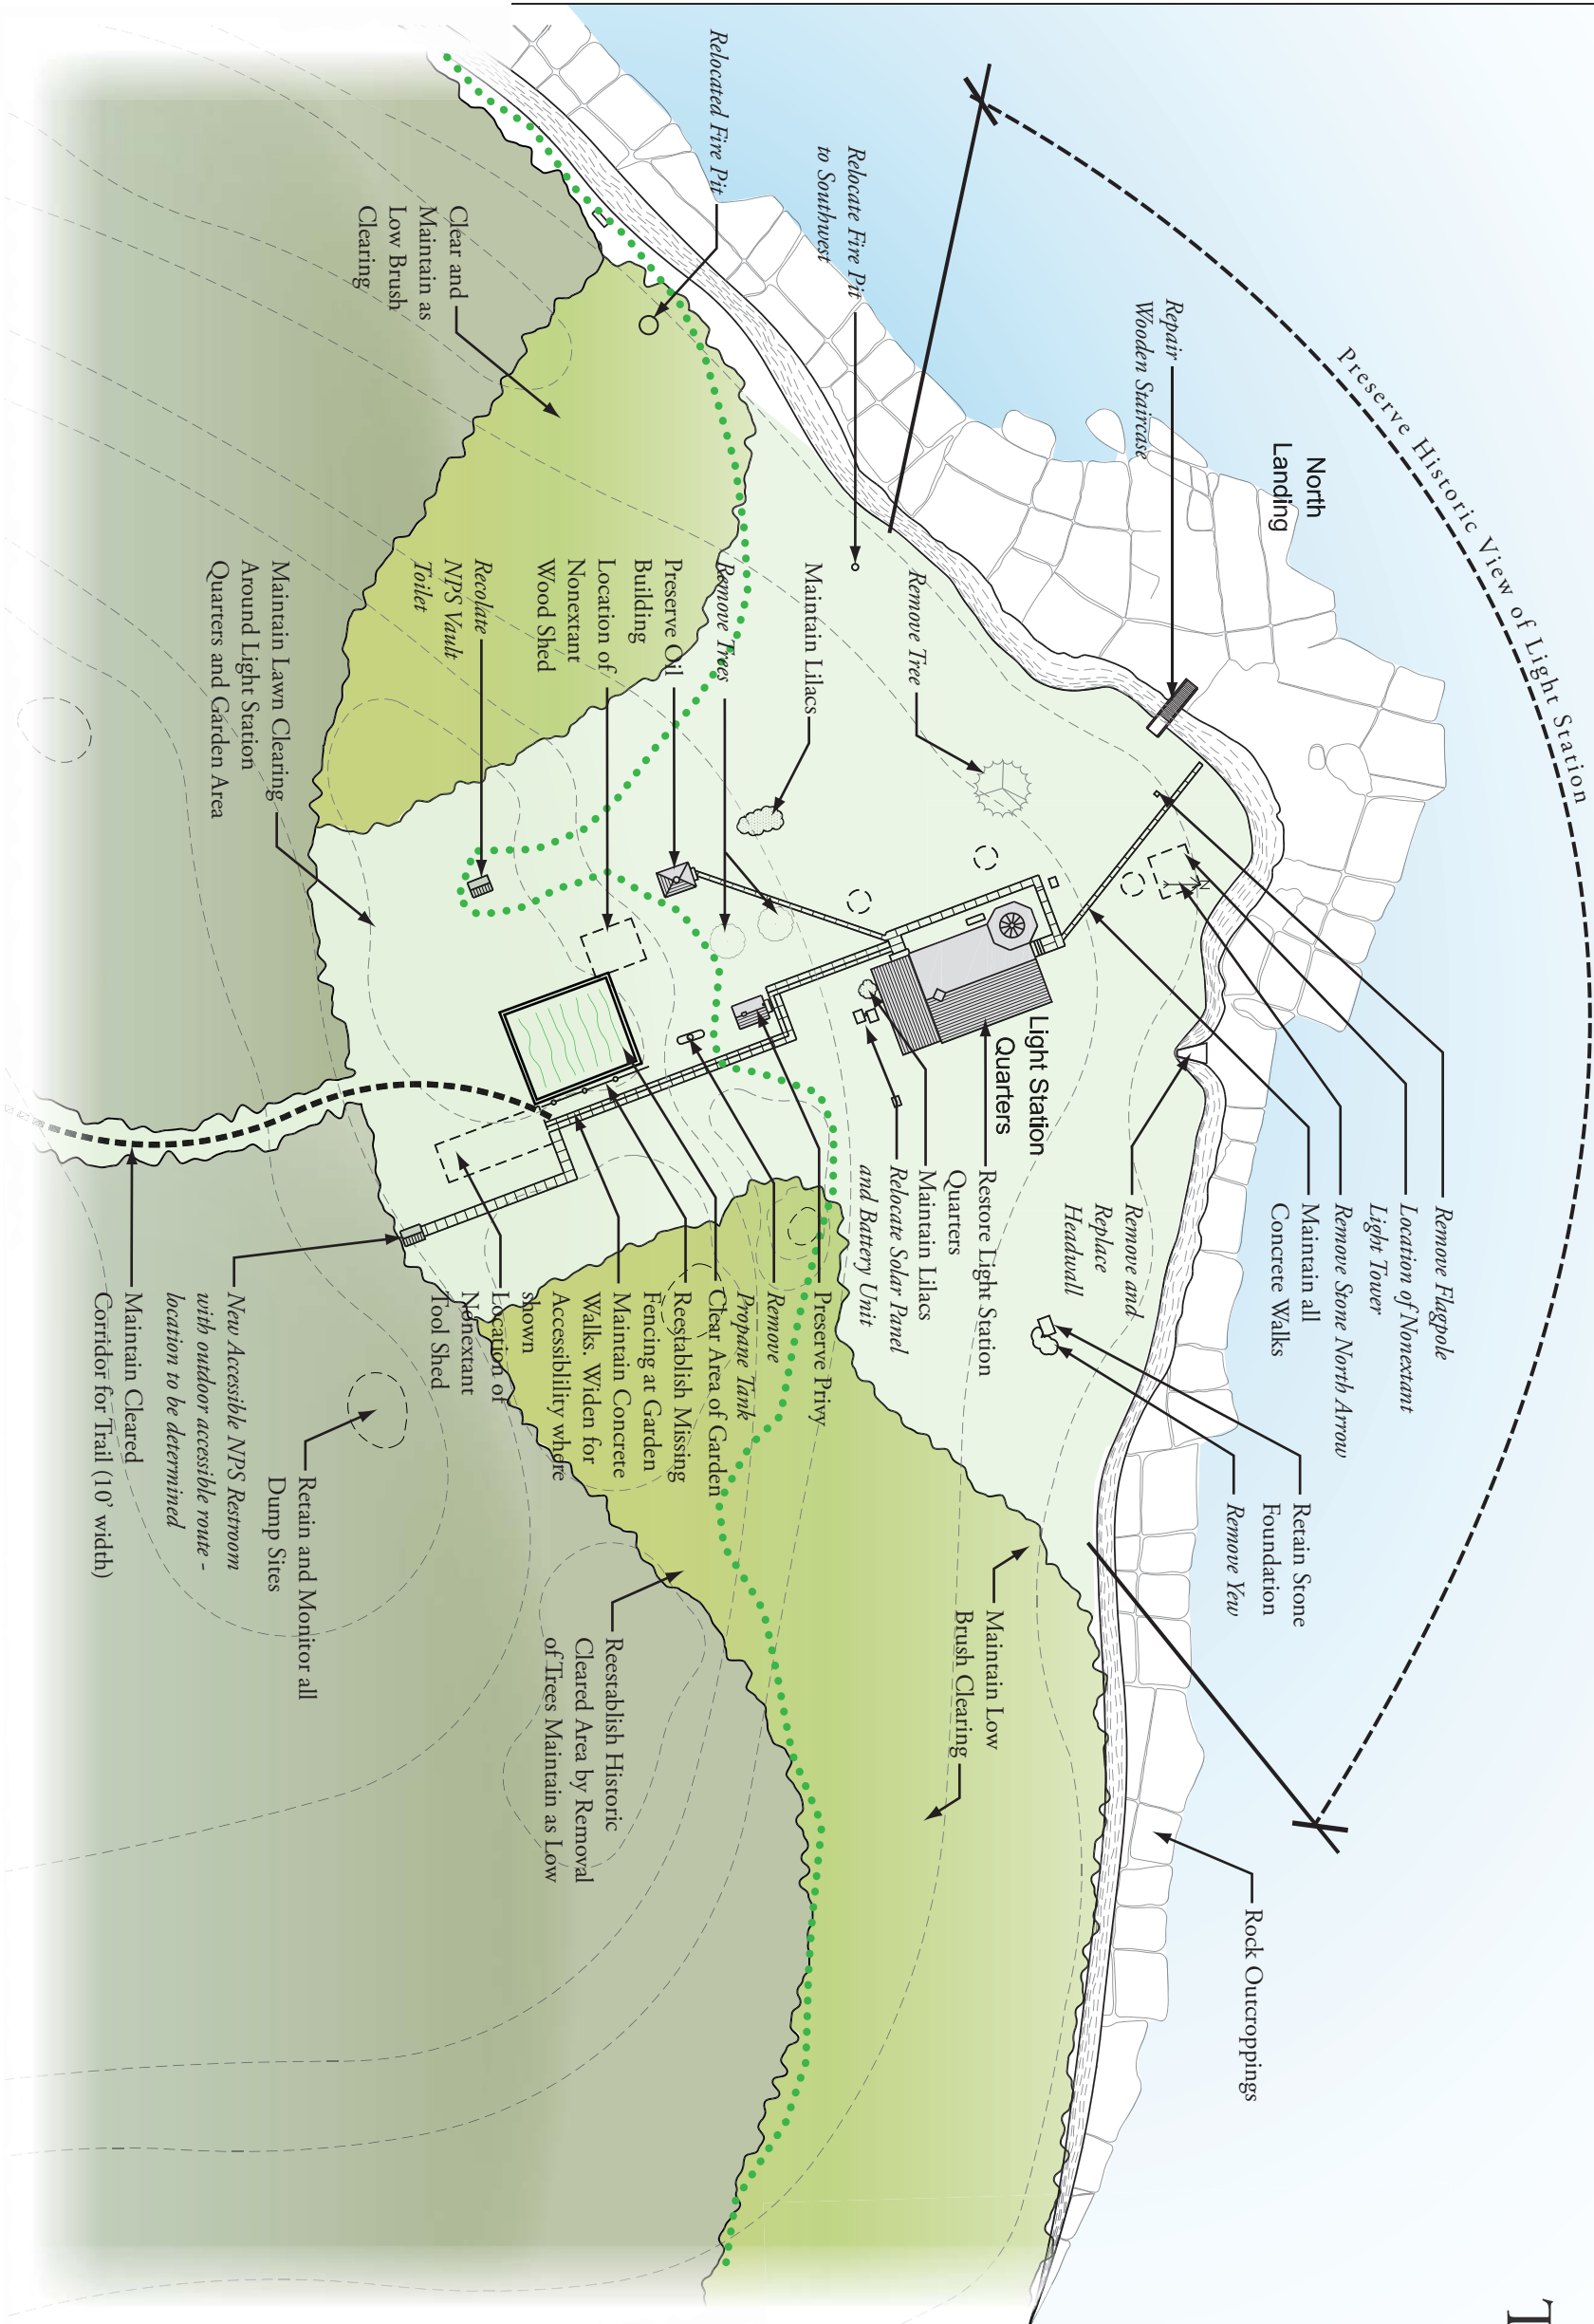 T
Preserve Historic View of Light Station
North
Landing
Repair
Wooden Staircase
Relocate Fire Pit
to Southwest
Relocated Fire Pit
Remove Flagpole
Location of Nonextant
Light Tower
Remove Stone North Arrow
Maintain all
Concrete Walks
Retain Stone
Foundation
Remove Yew
Rock Outcroppings
Remove and
Replace
Headwall
N
Light Station
Quarters
Restore Light Station
Quarters
Maintain Lilacs
Relocate Solar Panel
and Battery Unit
Remove Tree
Maintain Lilacs
Remove Trees
Preserve Oil
Building
Location of
Nonextant
Wood Shed
Recolate
NPS Vault
Toilet
Clear and
Maintain as
Low Brush
Clearing
Maintain Lawn Clearing
Around Light Station
Quarters and Garden Area
Maintain Low
Brush Clearing
Preserve Privy
Remove
Propane Tank
Clear Area of Garden
Reestablish Missing
Fencing at Garden
Maintain Concrete
Walks. Widen for
Accessiblility where
shown
Location of
Nonextant
Tool Shed
Reestablish Historic
Cleared Area by Removal
of Trees Maintain as Low
Retain and Monitor all
Dump Sites
New Accessible NPS Restroom
with outdoor accessible route -
location to be determined
Maintain Cleared
Corridor for Trail (10' width)